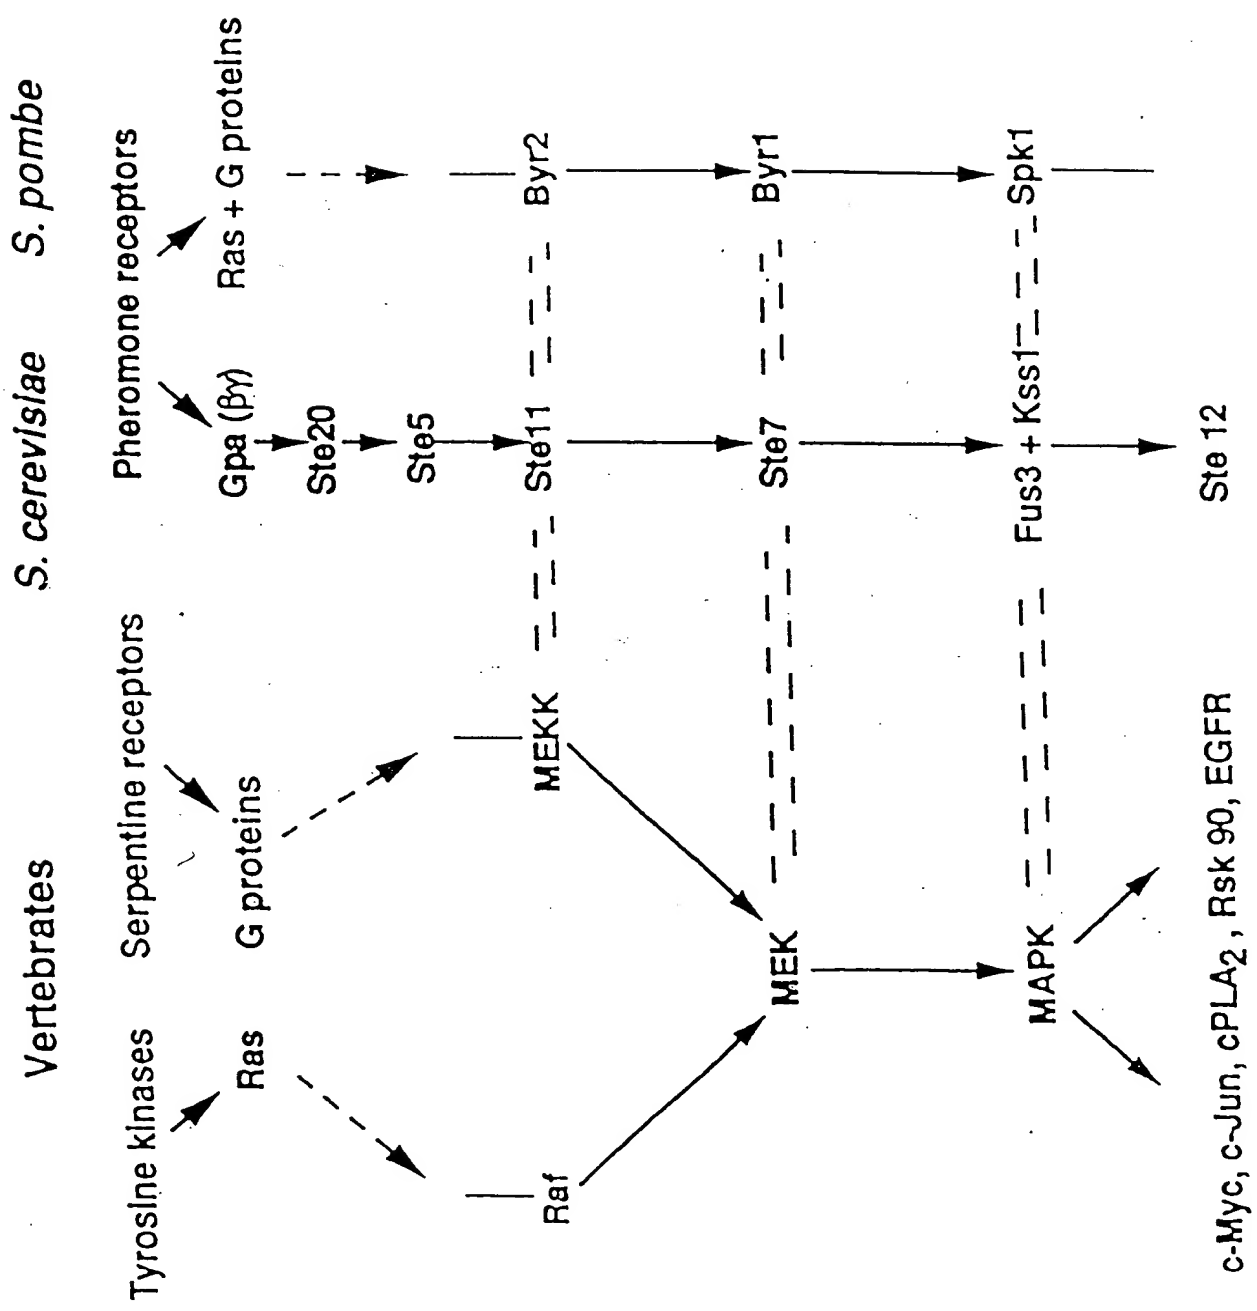 Vertebrates
S. cerevisiae
S. pombe
Tyrosine kinases
Serpentine receptors
Pheromone receptors
Ras
G proteins
Gpa (βγ)
Ras + G proteins
Ste20
Ste5
Raf
MEKK
Ste11
Byr2
MEK
Ste7
Byr1
MAPK
Fus3 + Kss1
Spk1
c-Myc, c-Jun, cPLA2, Rsk 90, EGFR
Ste 12